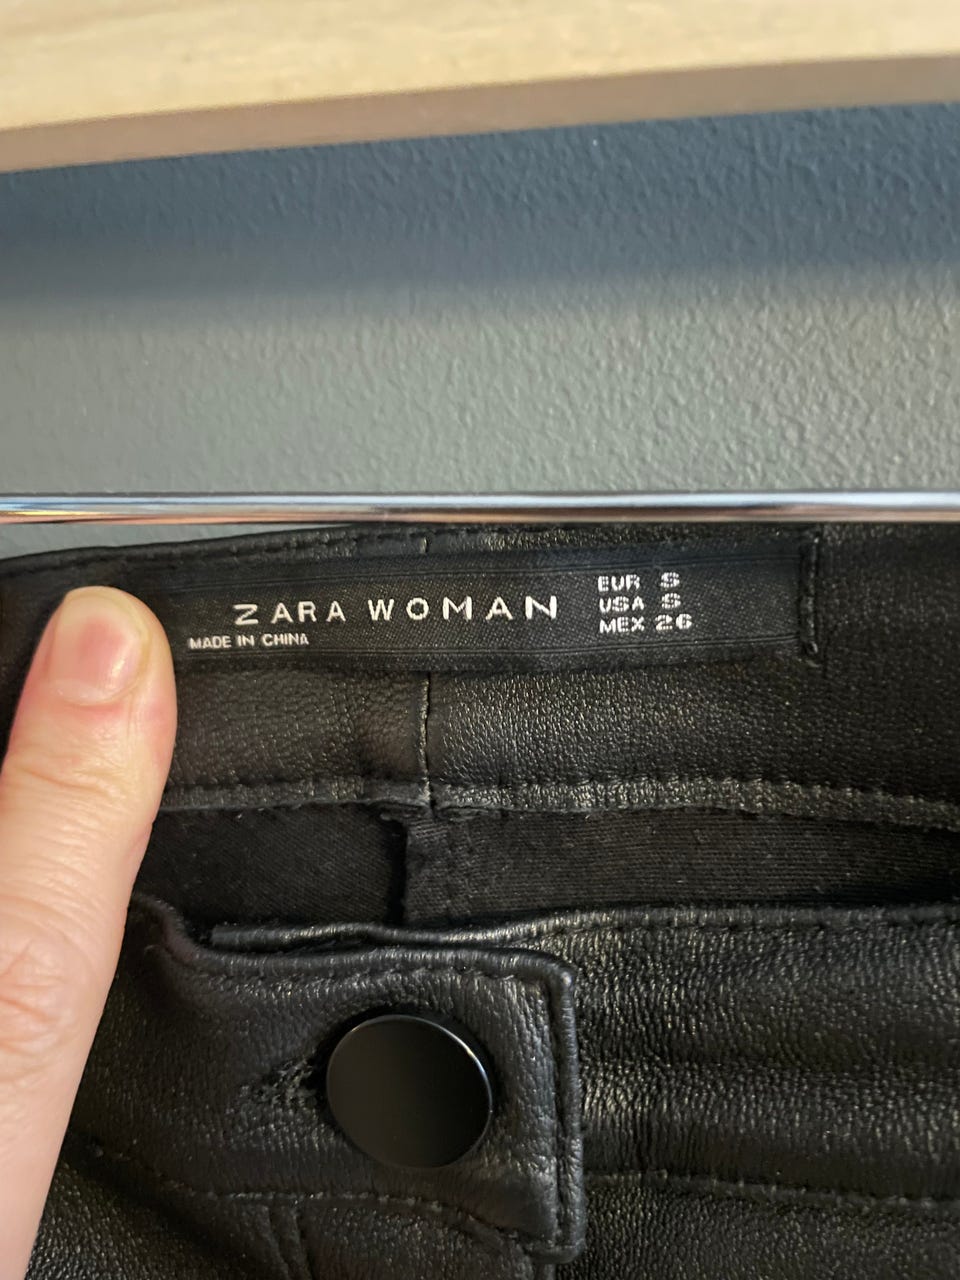 ZARA WOMAN
MADE IN CHINA
EUR S
USA S
MEX 26